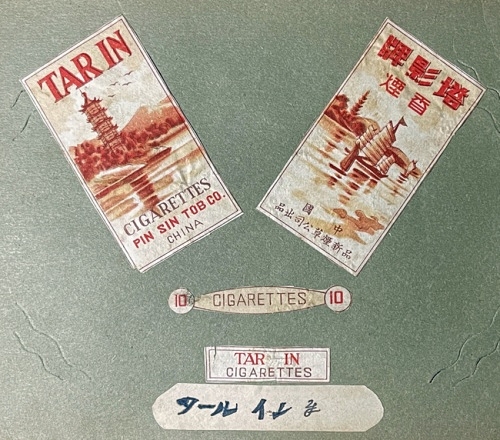 TAR IN
CIGARETTES
PIN SIN TOB CO.
CHINA
塔影牌
香煙
中國
品新煙草公司出品
10 CIGARETTES 10
TAR IN
CIGARETTES
タール イン